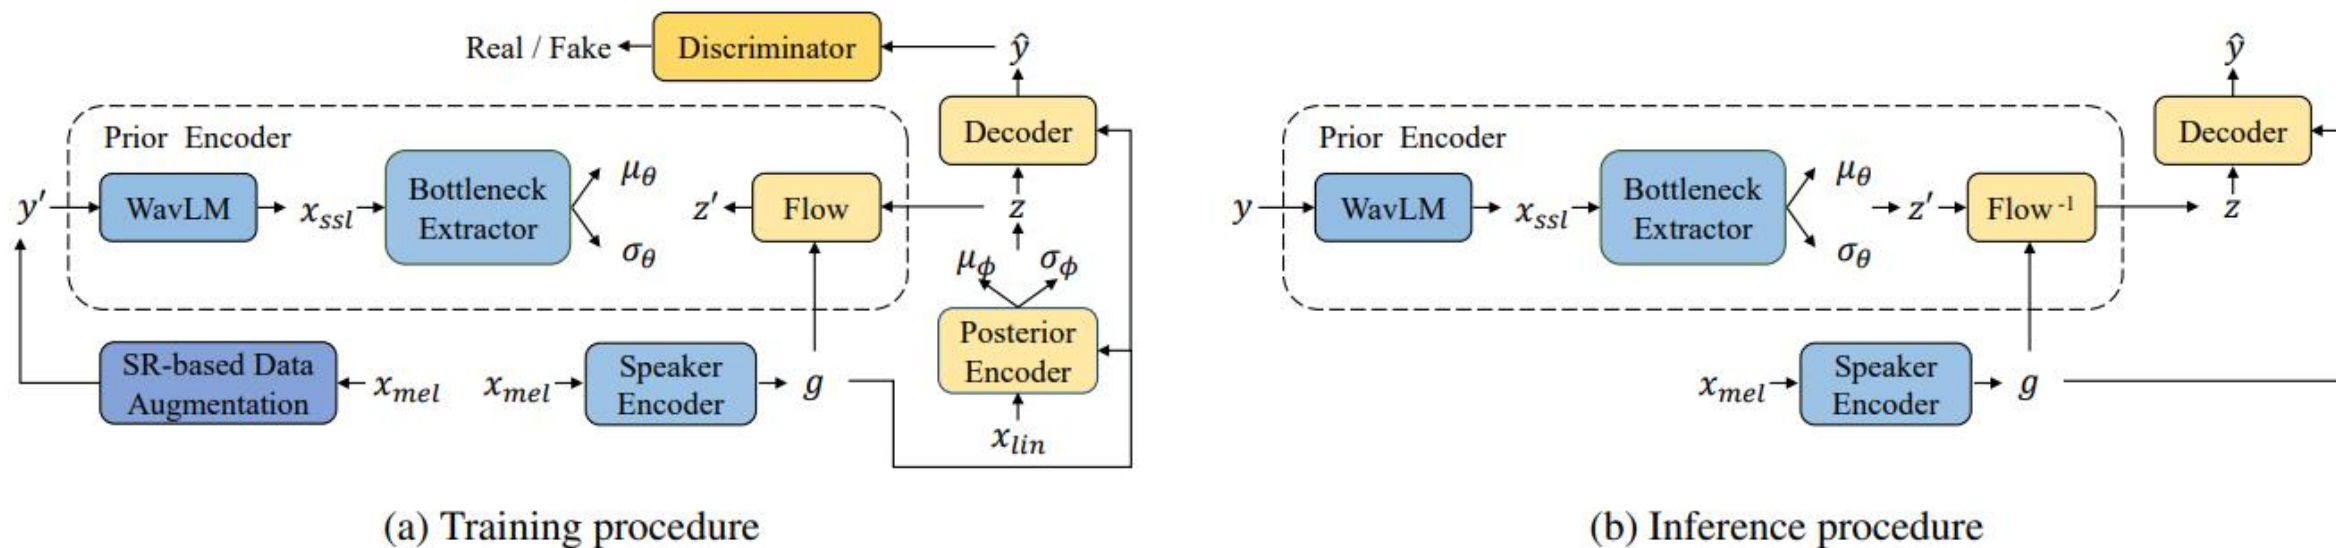 Real / Fake
Discriminator
ŷ
Prior Encoder
Decoder
y′
WavLM
x_ssl
Bottleneck
Extractor
μ_θ
σ_θ
z′
Flow
z
μ_ϕ
σ_ϕ
Posterior
Encoder
x_lin
SR-based Data
Augmentation
x_mel
x_mel
Speaker
Encoder
g
(a) Training procedure
ŷ
Prior Encoder
Decoder
y
WavLM
x_ssl
Bottleneck
Extractor
μ_θ
σ_θ
z′
Flow⁻¹
z
x_mel
Speaker
Encoder
g
(b) Inference procedure